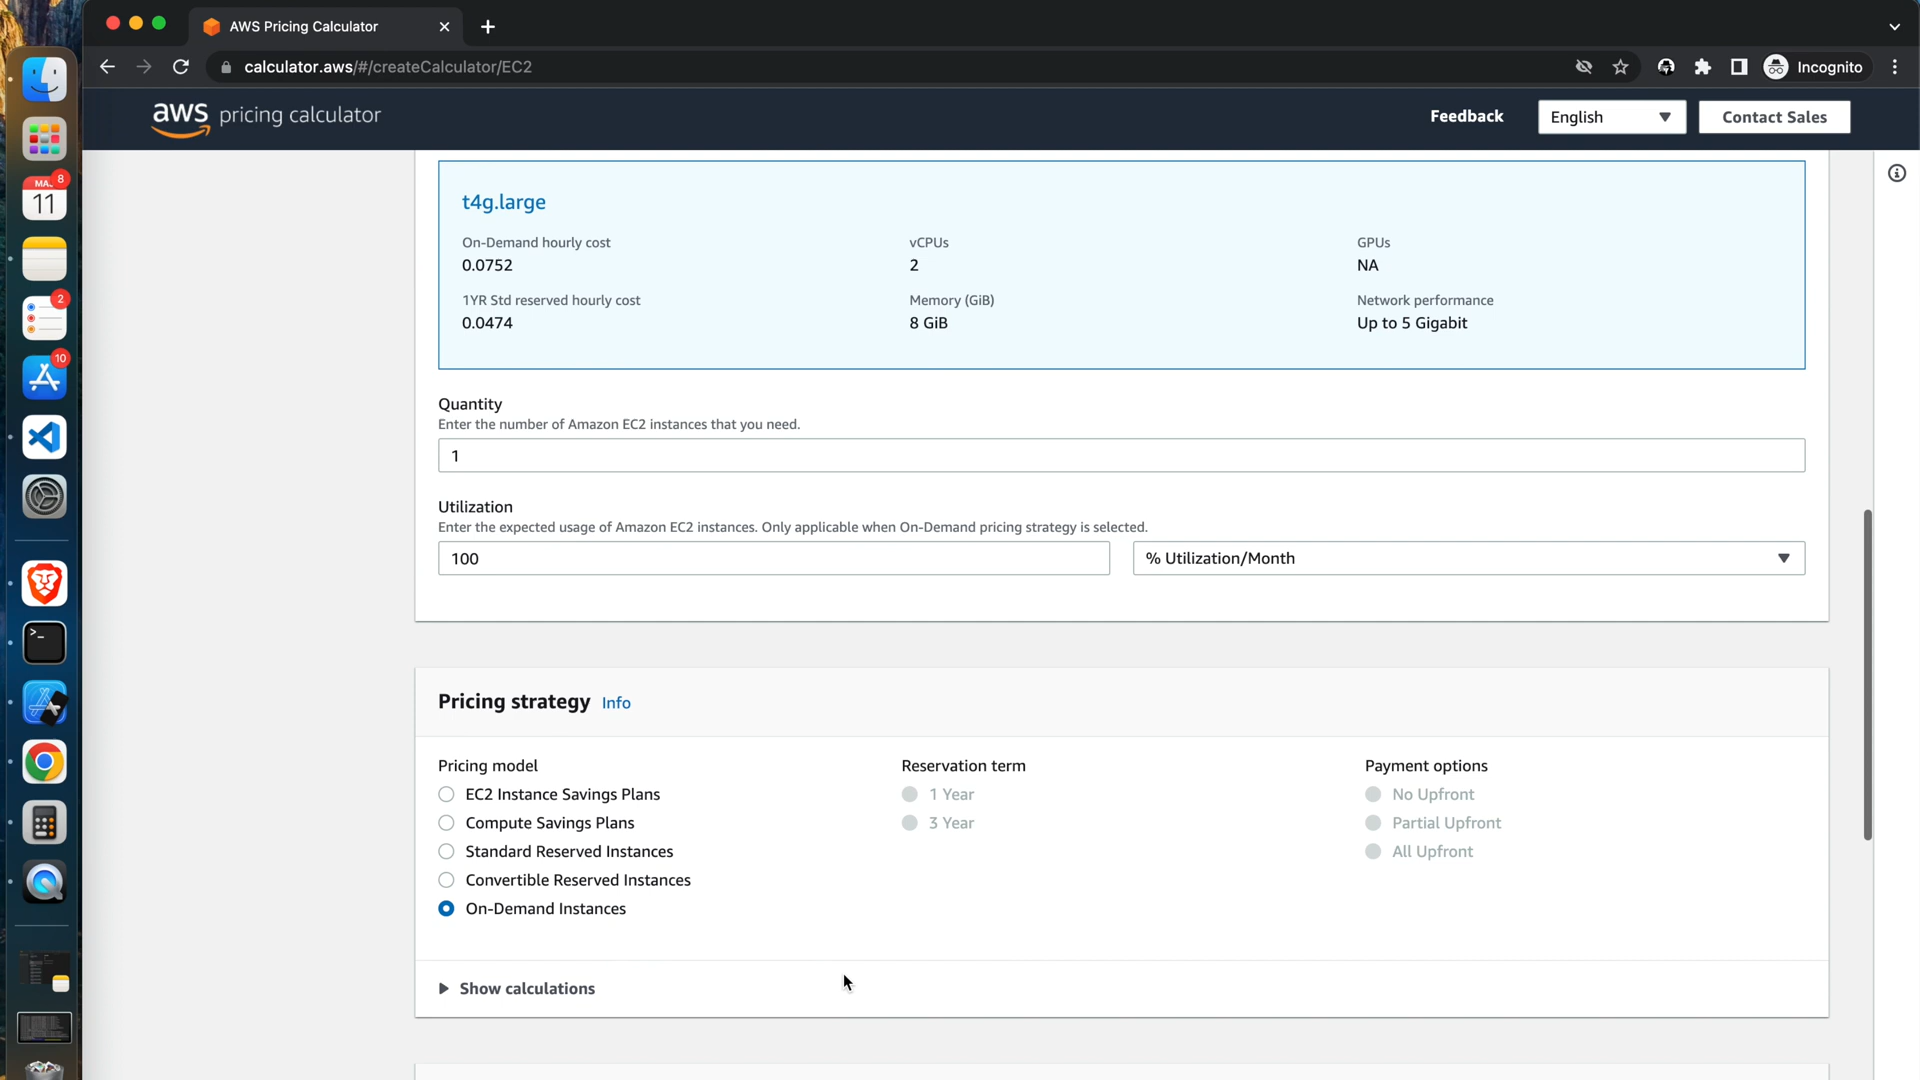 AWS Pricing Calculator
calculator.aws/#/createCalculator/EC2
Incognito
aws pricing calculator
Feedback
English
Contact Sales
t4g.large
On-Demand hourly cost
0.0752
vCPUs
2
GPUs
NA
1YR Std reserved hourly cost
0.0474
Memory (GiB)
8 GiB
Network performance
Up to 5 Gigabit
Quantity
Enter the number of Amazon EC2 instances that you need.
1
Utilization
Enter the expected usage of Amazon EC2 instances. Only applicable when On-Demand pricing strategy is selected.
100
% Utilization/Month
Pricing strategy Info
Pricing model
EC2 Instance Savings Plans
Compute Savings Plans
Standard Reserved Instances
Convertible Reserved Instances
On-Demand Instances
Reservation term
1 Year
3 Year
Payment options
No Upfront
Partial Upfront
All Upfront
Show calculations
8
11
2
10
>_